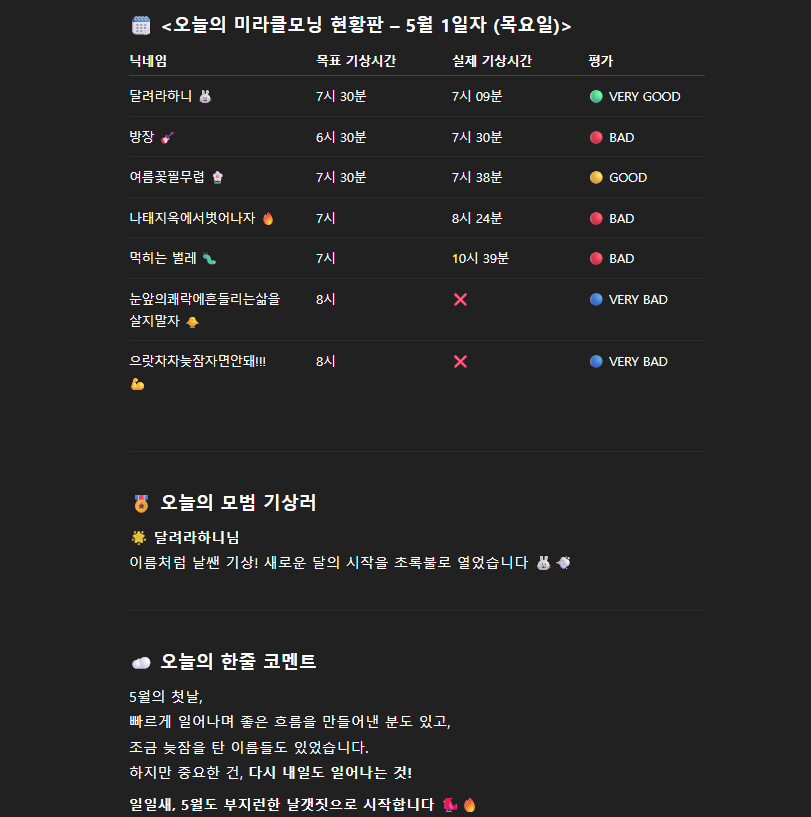 🗓️ <오늘의 미라클모닝 현황판 – 5월 1일자 (목요일)>
닉네임 목표 기상시간 실제 기상시간 평가
달려라하니 🐰 7시 30분 7시 09분 🟢 VERY GOOD
방장 🎸 6시 30분 7시 30분 🔴 BAD
여름꽃필무렵 🌸 7시 30분 7시 38분 🟡 GOOD
나태지옥에서벗어나자 🔥 7시 8시 24분 🔴 BAD
먹히는 벌레 🐛 7시 10시 39분 🔴 BAD
눈앞의쾌락에흔들리는삶을 8시 ❌ 🔵 VERY BAD
살지말자 🐥
으랏차차늦잠자면안돼!!! 8시 ❌ 🔵 VERY BAD
💪
🏅 오늘의 모범 기상러
🌟 달려라하니님
이름처럼 날쌘 기상! 새로운 달의 시작을 초록불로 열었습니다 🐰💨
☁️ 오늘의 한줄 코멘트
5월의 첫날,
빠르게 일어나며 좋은 흐름을 만들어낸 분도 있고,
조금 늦잠을 탄 이름들도 있었습니다.
하지만 중요한 건, 다시 내일도 일어나는 것!
일일새, 5월도 부지런한 날갯짓으로 시작합니다 🐦🔥